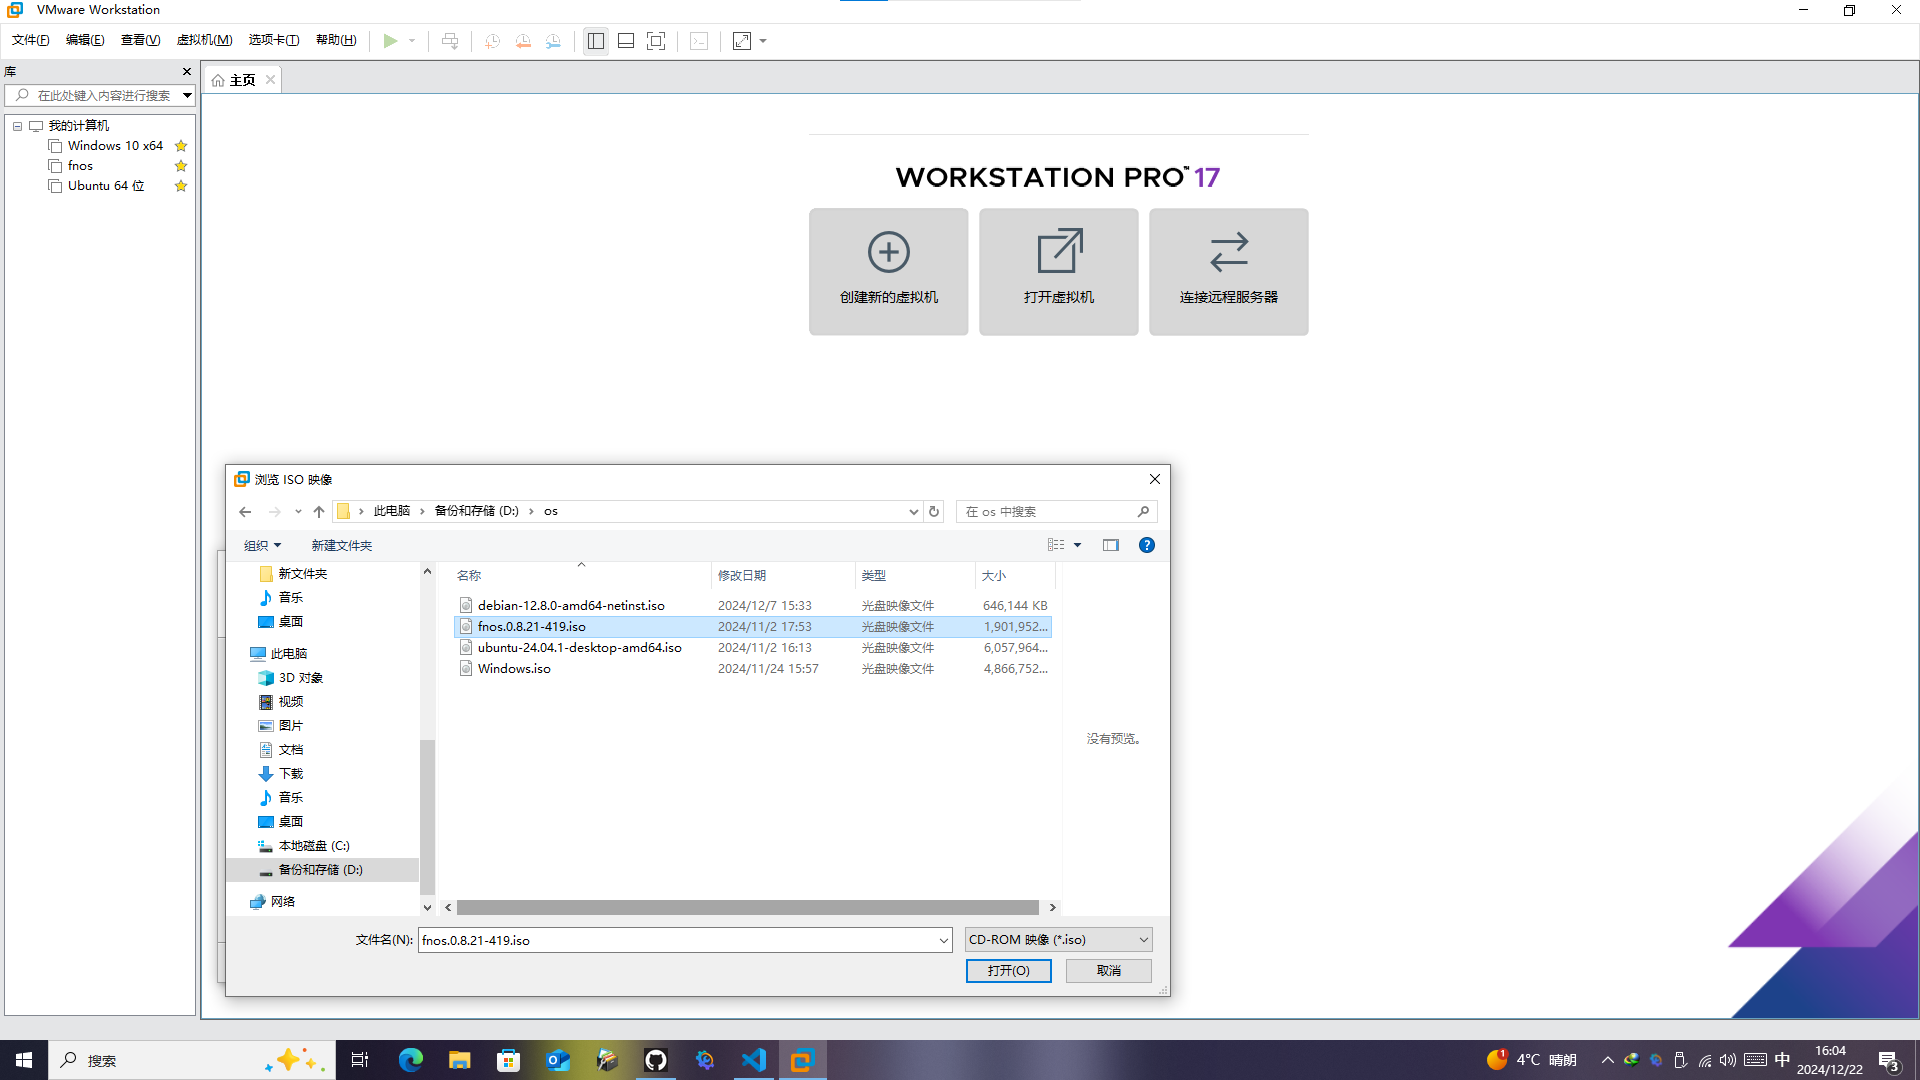 VMware Workstation
文件(F) 编辑(E) 查看(V) 虚拟机(M) 选项卡(T) 帮助(H)
库
在此处键入内容进行搜索
我的计算机
Windows 10 x64
fnos
Ubuntu 64 位
主页
WORKSTATION PRO™ 17
创建新的虚拟机 打开虚拟机 连接远程服务器
浏览 ISO 映像
此电脑 备份和存储 (D:) os
在 os 中搜索
组织 新建文件夹
新文件夹
音乐
桌面
此电脑
3D 对象
视频
图片
文档
下载
音乐
桌面
本地磁盘 (C:)
备份和存储 (D:)
网络
名称 修改日期 类型 大小
debian-12.8.0-amd64-netinst.iso 2024/12/7 15:33 光盘映像文件 646,144 KB
fnos.0.8.21-419.iso 2024/11/2 17:53 光盘映像文件 1,901,952...
ubuntu-24.04.1-desktop-amd64.iso 2024/11/2 16:13 光盘映像文件 6,057,964...
Windows.iso 2024/11/24 15:57 光盘映像文件 4,866,752...
没有预览。
文件名(N): fnos.0.8.21-419.iso CD-ROM 映像 (*.iso)
打开(O) 取消
搜索
1
4°C 晴朗
中
16:04
2024/12/22
3